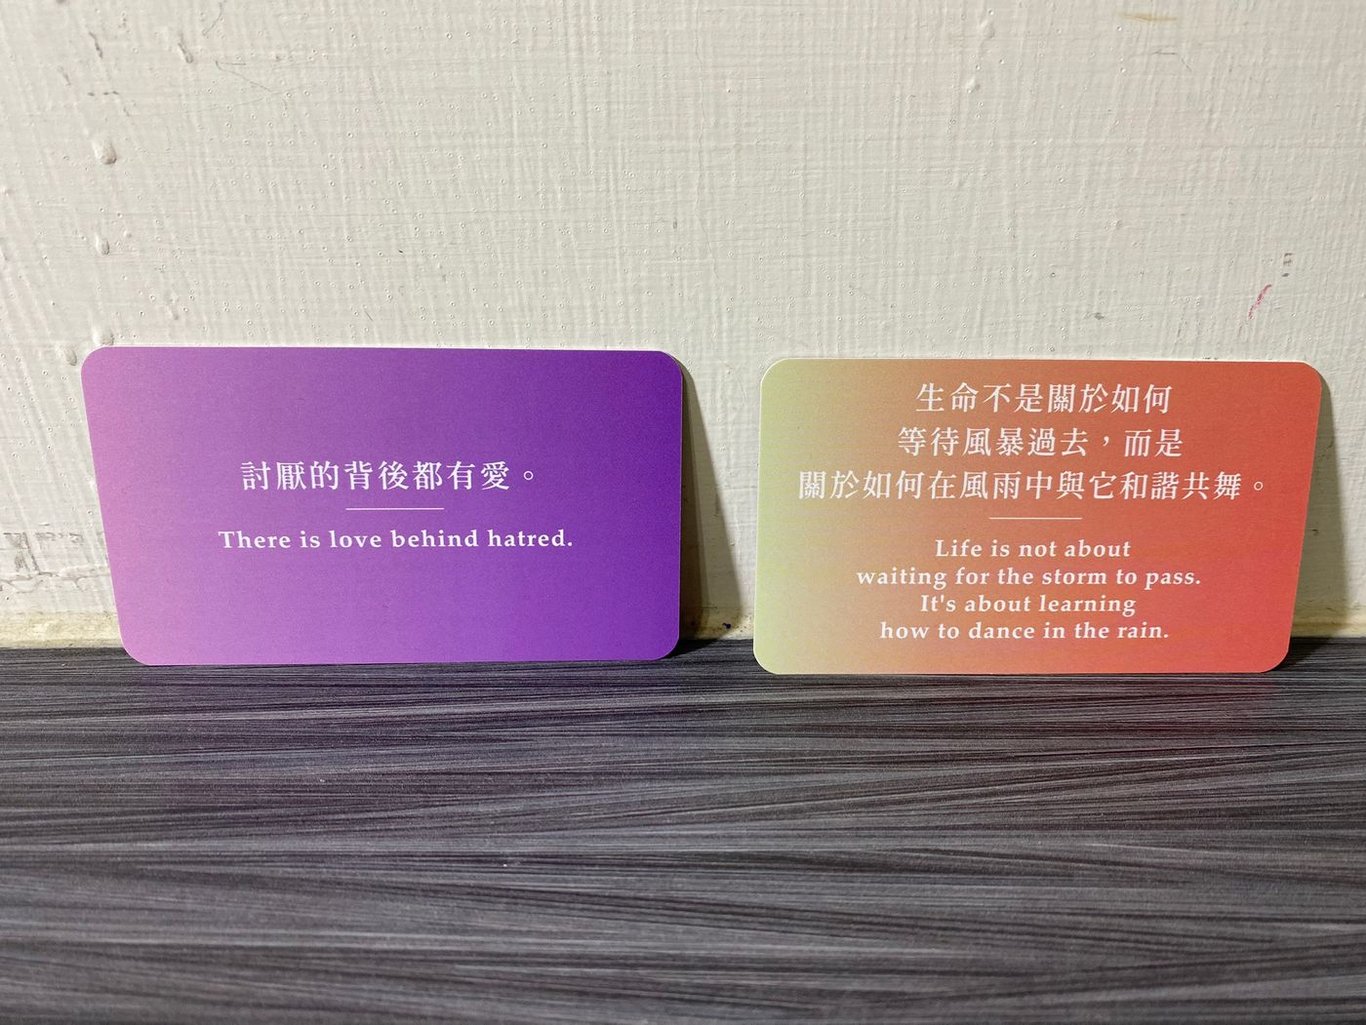 討厭的背後都有愛。
There is love behind hatred.
生命不是關於如何
等待風暴過去，而是
關於如何在風雨中與它和諧共舞。
Life is not about
waiting for the storm to pass.
It's about learning
how to dance in the rain.